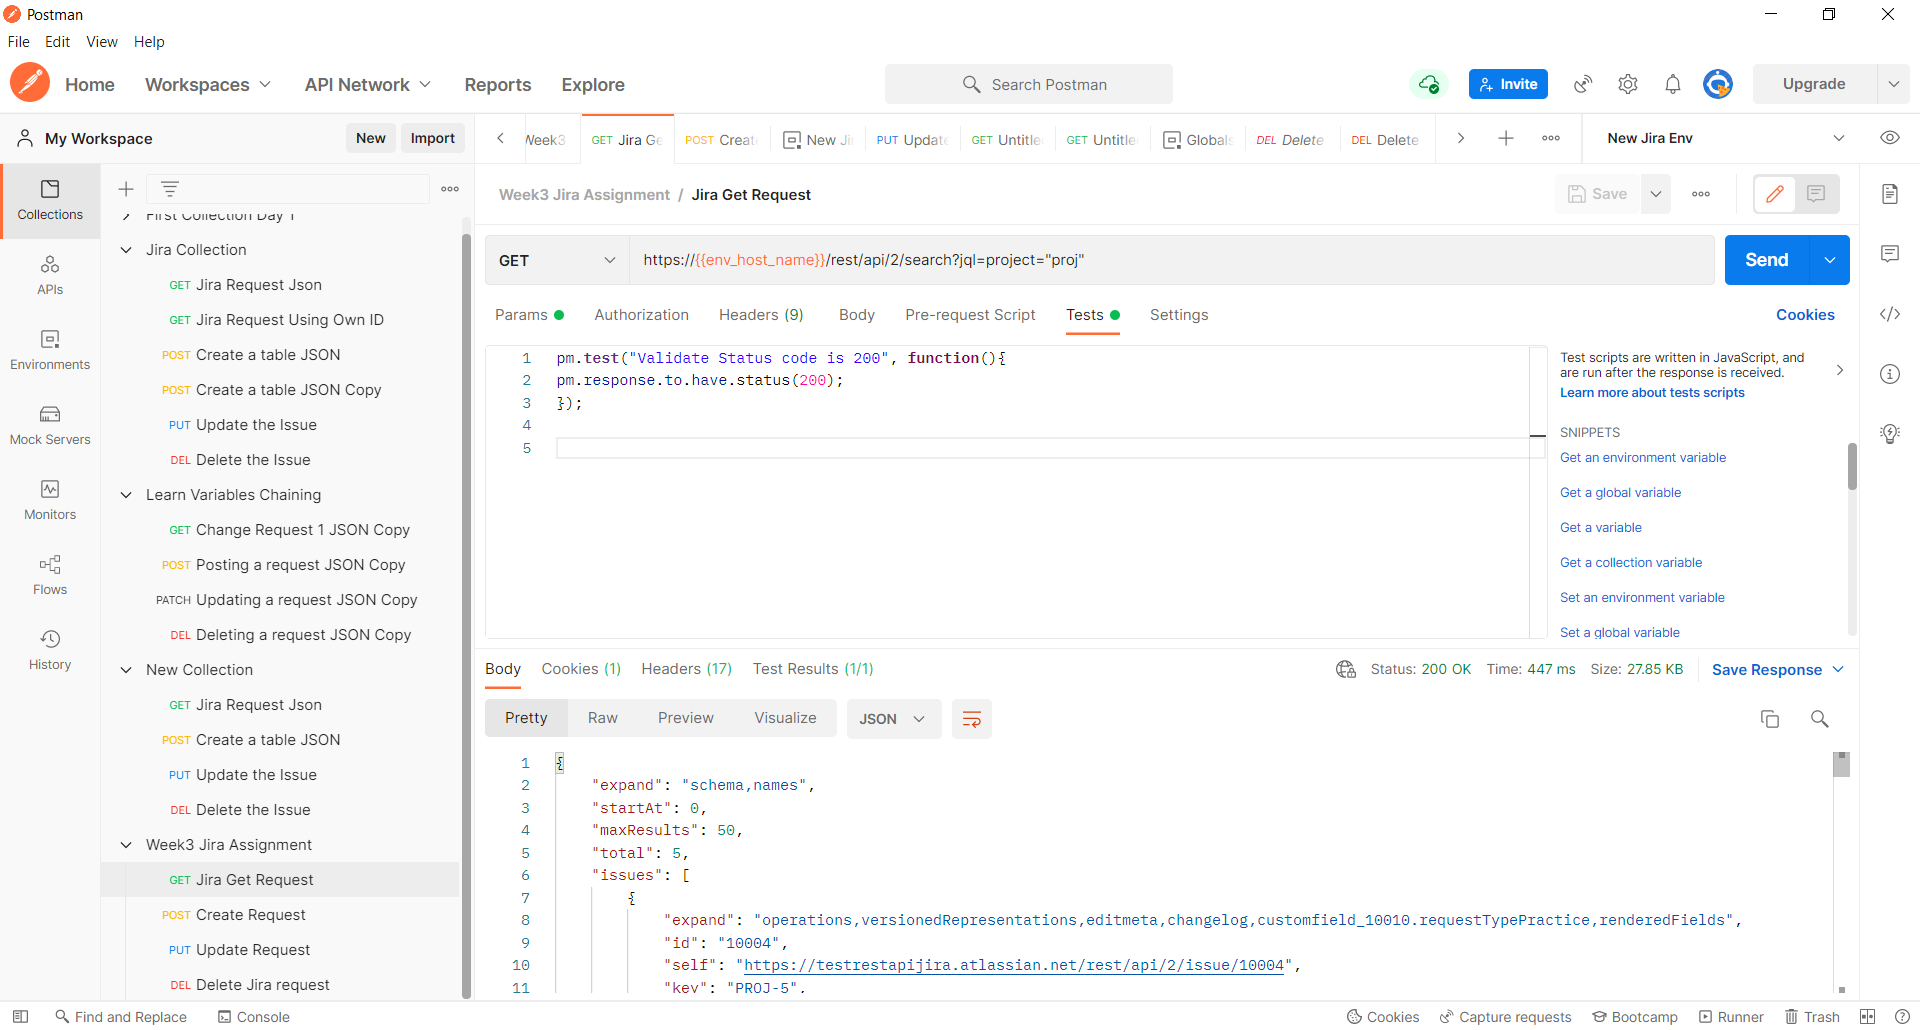 Postman
File Edit View Help
Home Workspaces API Network Reports Explore Search Postman Invite Upgrade
My Workspace New Import
Week3 GET Jira Ge POST Creat New Ji PUT Update GET Untitle GET Untitle Globals DEL Delete DEL Delete New Jira Env
Collections
APIs
Environments
Mock Servers
Monitors
Flows
History
First Collection Day 1
Jira Collection
GET Jira Request Json
GET Jira Request Using Own ID
POST Create a table JSON
POST Create a table JSON Copy
PUT Update the Issue
DEL Delete the Issue
Learn Variables Chaining
GET Change Request 1 JSON Copy
POST Posting a request JSON Copy
PATCH Updating a request JSON Copy
DEL Deleting a request JSON Copy
New Collection
GET Jira Request Json
POST Create a table JSON
PUT Update the Issue
DEL Delete the Issue
Week3 Jira Assignment
GET Jira Get Request
POST Create Request
PUT Update Request
DEL Delete Jira request
Week3 Jira Assignment / Jira Get Request Save
GET https://{{env_host_name}}/rest/api/2/search?jql=project="proj" Send
Params Authorization Headers (9) Body Pre-request Script Tests Settings Cookies
1 pm.test("Validate Status code is 200", function(){
2 pm.response.to.have.status(200);
3 });
4
5
Test scripts are written in JavaScript, and
are run after the response is received.
Learn more about tests scripts
SNIPPETS
Get an environment variable
Get a global variable
Get a variable
Get a collection variable
Set an environment variable
Set a global variable
Body Cookies (1) Headers (17) Test Results (1/1) Status: 200 OK Time: 447 ms Size: 27.85 KB Save Response
Pretty Raw Preview Visualize JSON
1 {
2 "expand": "schema,names",
3 "startAt": 0,
4 "maxResults": 50,
5 "total": 5,
6 "issues": [
7 {
8 "expand": "operations,versionedRepresentations,editmeta,changelog,customfield_10010.requestTypePractice,renderedFields",
9 "id": "10004",
10 "self": "https://testrestapijira.atlassian.net/rest/api/2/issue/10004",
11 "key": "PROJ-5",
Find and Replace Console Cookies Capture requests Bootcamp Runner Trash